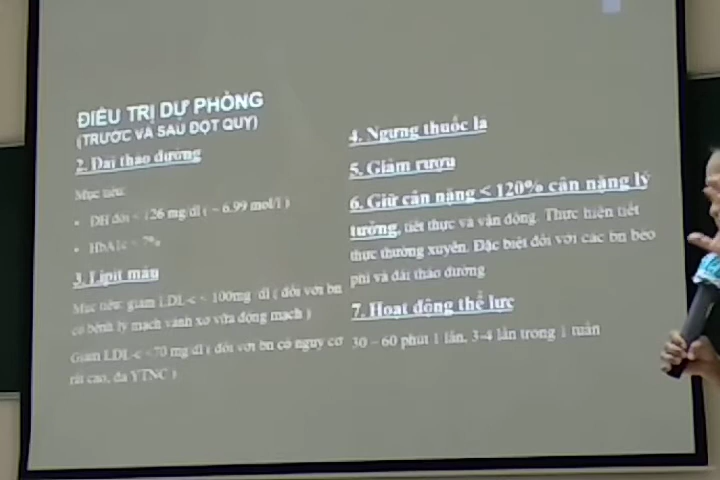 ĐIỀU TRỊ DỰ PHÒNG
(TRƯỚC VÀ SAU ĐỘT QUỴ)
2. Đái tháo đường
Mục tiêu:
• ĐH đói < 126 mg/dl ( ~ 6.99 mol/l )
• HbA1c < 7%
3. Lipit máu
Mục tiêu: giảm LDL-c < 100mg/dl ( đối với bn
có bệnh lý mạch vành xơ vữa động mạch )
Giảm LDL-c <70 mg/dl ( đối với bn có nguy cơ
rất cao, đa YTNC )
4. Ngưng thuốc lá
5. Giảm rượu
6. Giữ cân nặng < 120% cân nặng lý
tưởng, tiết thực và vận động. Thực hiện tiết
thực thường xuyên. Đặc biệt đối với các bn béo
phì và đái tháo đường
7. Hoạt động thể lực
30 – 60 phút 1 lần, 3-4 lần trong 1 tuần